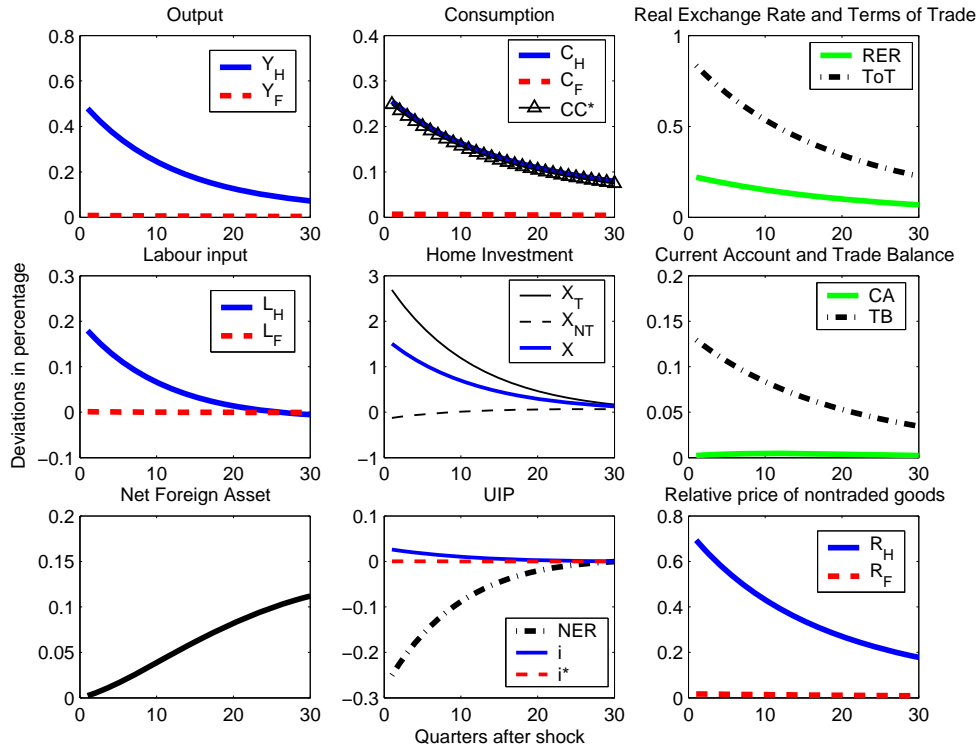 Output
0.8
0.6
0.4
0.2
0
0 10 20 30
Y_H
Y_F
Consumption
0.4
0.3
0.2
0.1
0
0 10 20 30
C_H
C_F
CC*
Real Exchange Rate and Terms of Trade
1
0.5
0
0 10 20 30
RER
ToT
Deviations in percentage
Labour input
0.3
0.2
0.1
0
−0.1
0 10 20 30
L_H
L_F
Home Investment
3
2
1
0
−1
0 10 20 30
X_T
X_NT
X
Current Account and Trade Balance
0.2
0.15
0.1
0.05
0
0 10 20 30
CA
TB
Net Foreign Asset
0.2
0.15
0.1
0.05
0
0 10 20 30
UIP
0.1
0
−0.1
−0.2
−0.3
0 10 20 30
NER
i
i*
Quarters after shock
Relative price of nontraded goods
0.8
0.6
0.4
0.2
0
0 10 20 30
R_H
R_F